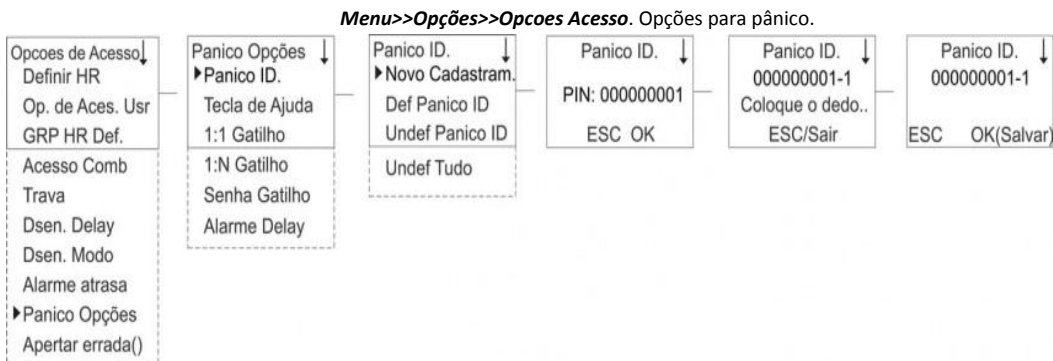 Menu>>Opções>>Opcoes Acesso. Opções para pânico.
Opcoes de Acesso
Definir HR
Op. de Aces. Usr
GRP HR Def.
Acesso Comb
Trava
Dsen. Delay
Dsen. Modo
Alarme atrasa
Panico Opções
Apertar errada()
Panico Opções
Panico ID.
Tecla de Ajuda
1:1 Gatilho
1:N Gatilho
Senha Gatilho
Alarme Delay
Panico ID.
Novo Cadastram.
Def Panico ID
Undef Panico ID
Undef Tudo
Panico ID.
PIN: 000000001
ESC OK
Panico ID.
000000001-1
Coloque o dedo..
ESC/Sair
Panico ID.
000000001-1
ESC OK(Salvar)